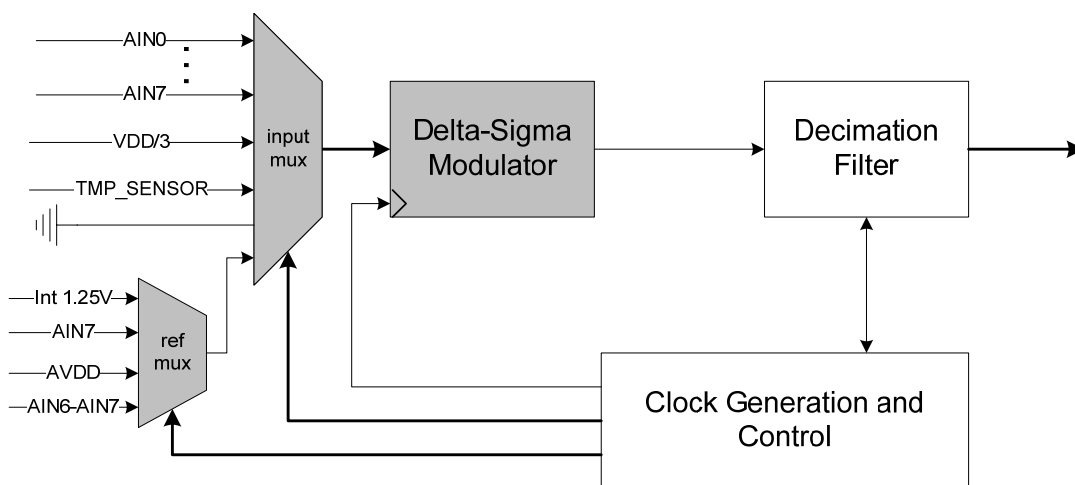 AIN0
AIN7
VDD/3
TMP_SENSOR
input
mux
Delta-Sigma
Modulator
Decimation
Filter
Int 1.25V
AIN7
AVDD
AIN6-AIN7
ref
mux
Clock Generation and
Control